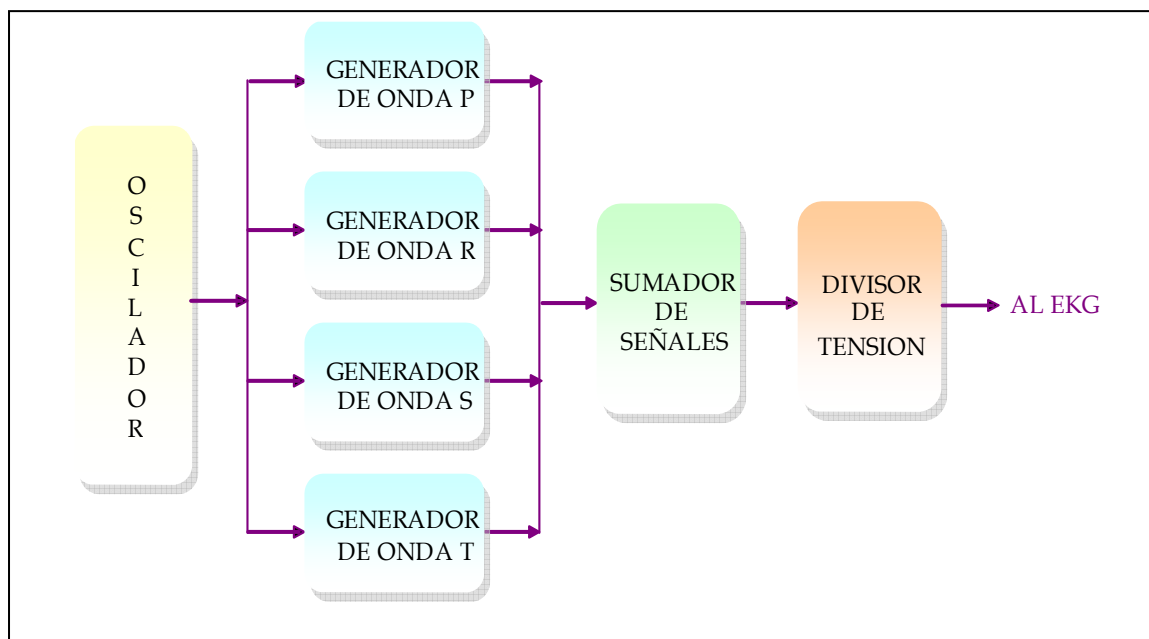 OSCILADOR
GENERADOR
DE ONDA P
GENERADOR
DE ONDA R
GENERADOR
DE ONDA S
GENERADOR
DE ONDA T
SUMADOR
DE
SEÑALES
DIVISOR
DE
TENSION
AL EKG